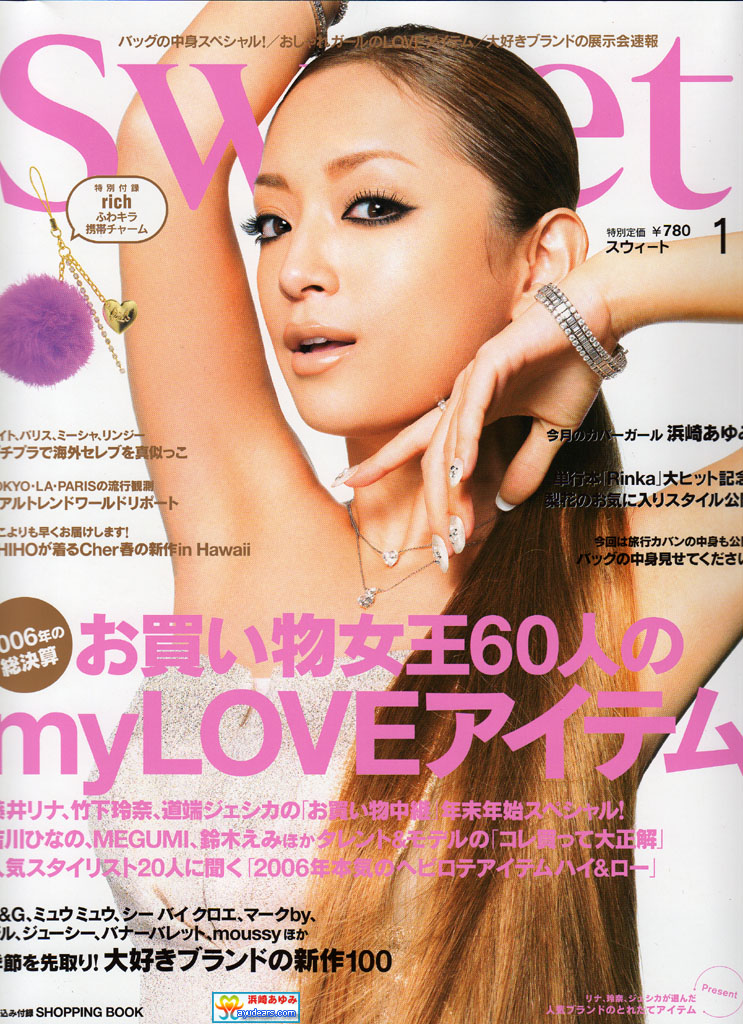 バッグの中身スペシャル!/おしゃれガールのLOVEアイテム/大好きブランドの展示会速報
Sweet
特別付録
rich
ふわキラ
携帯チャーム
特別定価 ¥780
スウィート 1
イト、パリス、ミーシャ、リンジー
チプラで海外セレブを真似っこ
OKYO・LA・PARISの流行観測
アルトレンドワールドリポート
こよりも早くお届けします!
HIHOが着るCher春の新作in Hawaii
今月のカバーガール 浜崎あゆみ
単行本「Rinka」大ヒット記念
梨花のお気に入りスタイル公開
今回は旅行カバンの中身も公開
バッグの中身見せてください
006年の
総決算
お買い物女王60人の
myLOVEアイテム
井リナ、竹下玲奈、道端ジェシカの「お買い物中継」年末年始スペシャル!
川ひなの、MEGUMI、鈴木えみほかタレント&モデルの「コレ買って大正解」
気スタイリスト20人に聞く「2006年本気のヘビロテアイテムハイ&ロー」
&G、ミュウ ミュウ、シー バイ クロエ、マークby、
ル、ジューシー、バナーバレット、moussy ほか
節を先取り! 大好きブランドの新作100
込み付録 SHOPPING BOOK
浜崎あゆみ
ayudears.com
Present
リナ、玲奈、ジェシカが選んだ
人気ブランドのとれたてアイテム